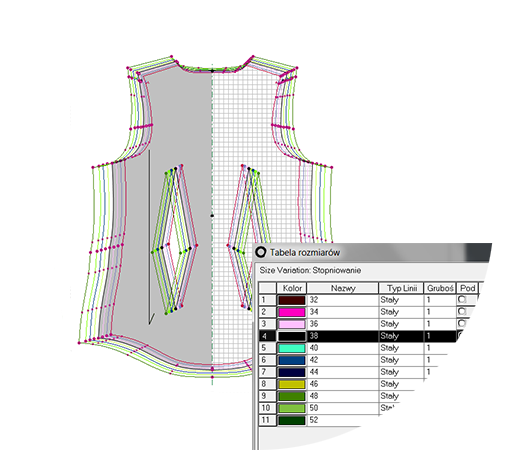 Tabela rozmiarów
Size Variation: Stopniowanie
Kolor Nazwy Typ Linii Gruboś Pod
1 32 Stały 1
2 34 Stały 1
3 36 Stały 1
4 38 Stały 1
5 40 Stały 1
6 42 Stały 1
7 44 Stały 1
8 46 Stały
9 48 Stały
10 50
11 52